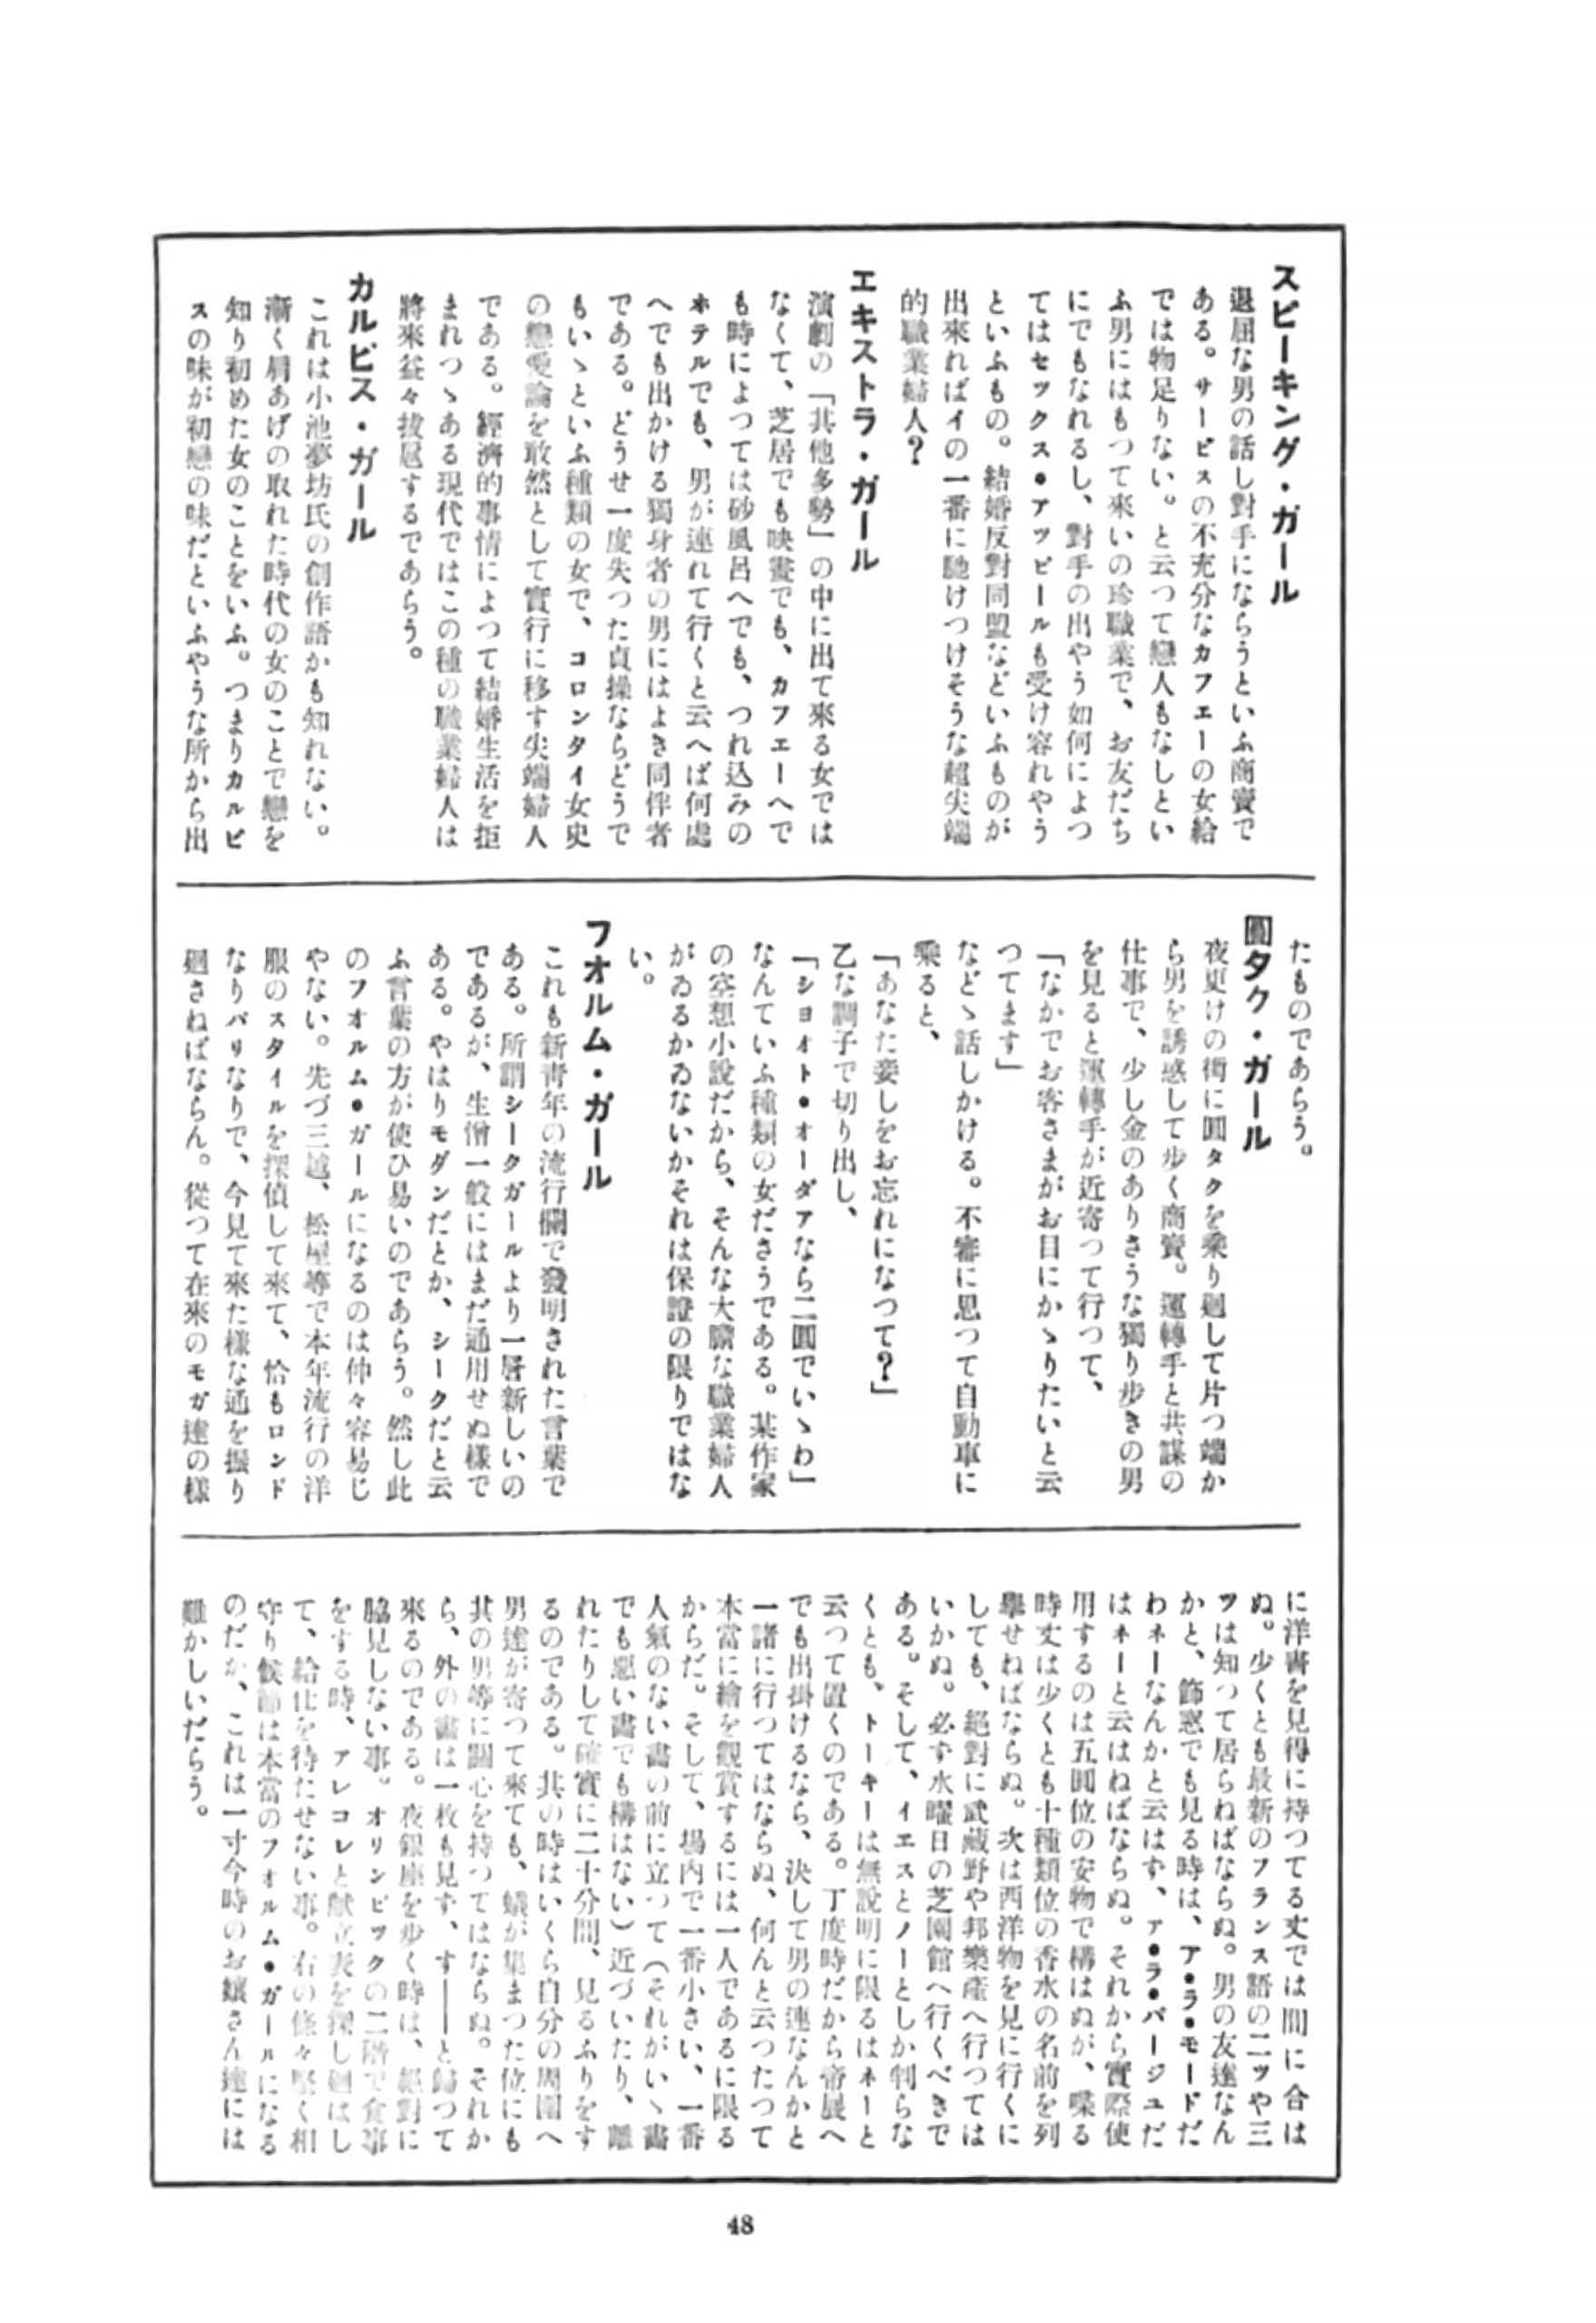 スピーキング・ガール
退屈な男の話し對手にならうといふ商賣で
ある。サービスの不充分なカフエーの女給
では物足りない。と云つて戀人もなしとい
ふ男にはもつて來いの珍職業で、お友だち
にでもなれるし、對手の出やう如何によつ
てはセックス・アッピールも受け容れやう
といふもの。結婚反對同盟などいふものが
出來ればイの一番に馳けつけそうな超尖端
的職業婦人?
エキストラ・ガール
演劇の「其他多勢」の中に出て來る女では
なくて、芝居でも映畫でも、カフエーへで
も時によつては砂風呂へでも、つれ込みの
ホテルでも、男が連れて行くと云へば何處
へでも出かける獨身者の男にはよき同伴者
である。どうせ一度失つた貞操ならどうで
もいゝといふ種類の女で、コロンタイ女史
の戀愛論を敢然として實行に移す尖端婦人
である。經濟的事情によつて結婚生活を拒
まれつゝある現代ではこの種の職業婦人は
將來益々拔扈するであらう。
カルピス・ガール
これは小池夢坊氏の創作語かも知れない。
漸く肩あげの取れた時代の女のことで戀を
知り初めた女のことをいふ。つまりカルピ
スの味が初戀の味だといふやうな所から出
たものであらう。
圓タク・ガール
夜更けの街に圓タクを乘り廻して片つ端か
ら男を誘惑して歩く商賣。運轉手と共謀の
仕事で、少し金のありさうな獨り歩きの男
を見ると運轉手が近寄つて行つて、
「なかでお客さまがお目にかゝりたいと云
つてます」
などゝ話しかける。不審に思つて自動車に
乘ると、
「あなた妾しをお忘れになつて?」
乙な調子で切り出し、
「ショオト・オーダアなら二圓でいゝわ」
なんていふ種類の女ださうである。某作家
の空想小說だから、そんな大膽な職業婦人
がゐるかゐないかそれは保證の限りではな
い。
フオルム・ガール
これも新青年の流行欄で發明された言葉で
ある。所謂シークガールより一層新しいの
であるが、生憎一般にはまだ通用せぬ樣で
ある。やはりモダンだとか、シークだと云
ふ言葉の方が使ひ易いのであらう。然し此
のフオルム・ガールになるのは仲々容易じ
やない。先づ三越、松屋等で本年流行の洋
服のスタイルを探偵して來て、恰もロンド
なりパリなりで、今見て來た樣な通を振り
廻さねばならん。從つて在來のモガ達の樣
に洋書を見得に持つてる丈では間に合は
ぬ。少くとも最新のフランス語の二ッや三
ツは知つて居らねばならぬ。男の友達なん
かと、飾窓でも見る時は、ア・ラ・モードだ
わネーなんかと云はず、ア・ラ・パージュだ
はネーと云はねばならぬ。それから實際使
用するのは五圓位の安物で構はぬが、喋る
時丈は少くとも十種類位の香水の名前を列
擧せねばならぬ。次は西洋物を見に行くに
しても、絕對に武藏野や邦樂座へ行つては
いかぬ。必ず水曜日の芝園館へ行くべきで
ある。そして、イエスとノーとしか判らな
くとも、トーキーは無說明に限るはネーと
云つて置くのである。丁度時だから帝展へ
でも出掛けるなら、決して男の連なんかと
一諸に行つてはならぬ、何んと云つたつて
本當に繪を觀賞するには一人であるに限る
からだ。そして、場内で一番小さい、一番
人氣のない畵の前に立つて(それがいゝ畵
でも惡い畵でも構はない)近づいたり、離
れたりして確實に二十分間、見るふりをす
るのである。其の時はいくら自分の周圍へ
男達が寄つて來ても、蟻が集まつた位にも
其の男等に關心を持つてはならぬ。それか
ら、外の畵は一枚も見ず、す――と歸つて
來るのである。夜銀座を歩く時は、絕對に
脇見しない事。オリンピックの二階で食事
をする時、アレコレと献立表を探し廻はし
て、給仕を待たせない事。右の條々堅く相
守り候節は本當のフオルム・ガールになる
のだが、これは一寸今時のお孃さん達には
難かしいだらう。
48